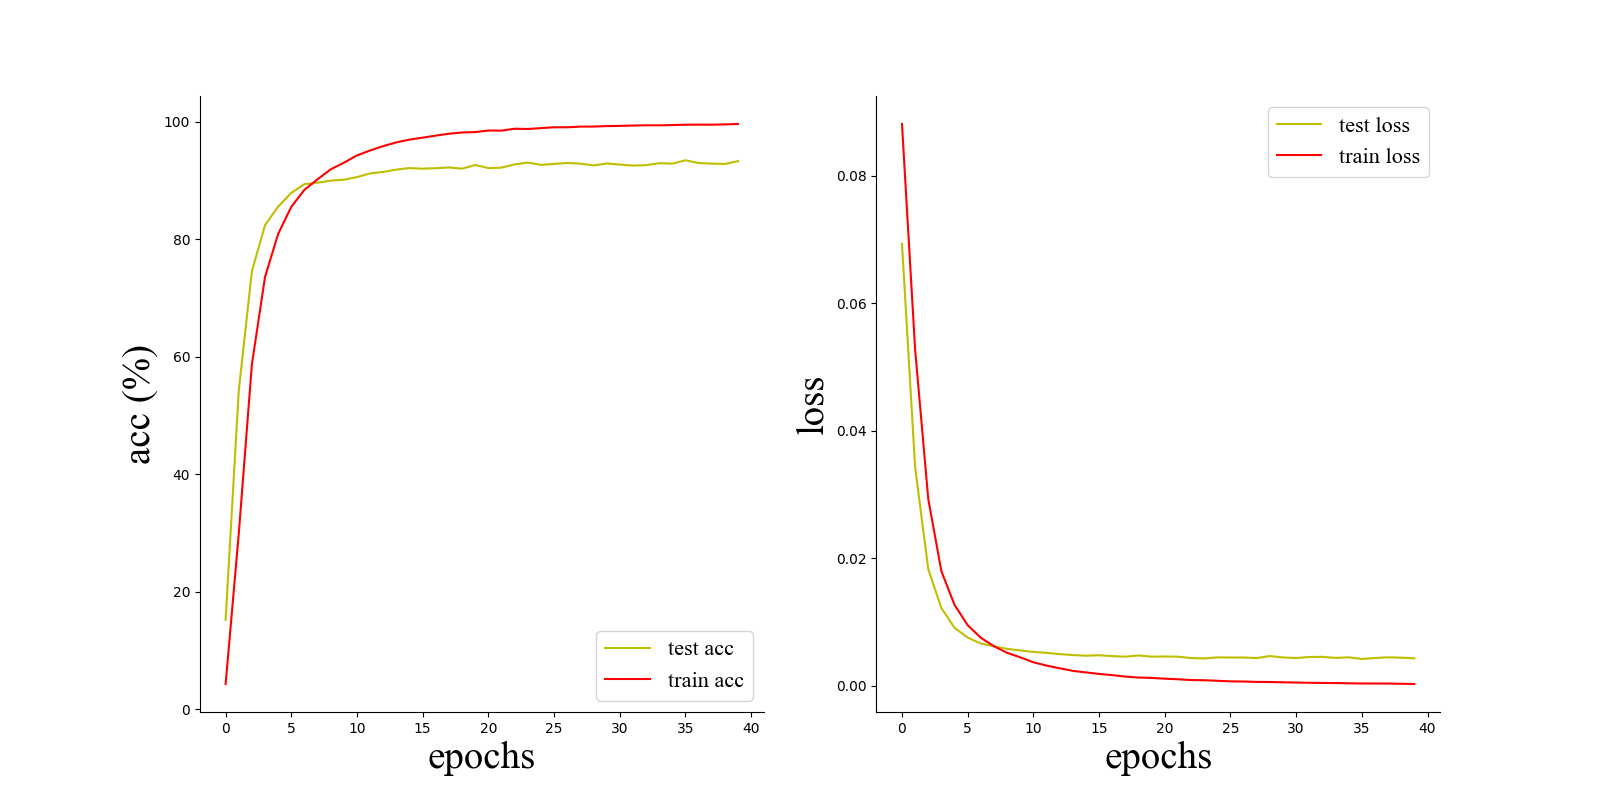 100
80
60
40
20
0
acc (%)
0 5 10 15 20 25 30 35 40
epochs
test acc
train acc
0.08
0.06
0.04
0.02
0.00
loss
0 5 10 15 20 25 30 35 40
epochs
test loss
train loss